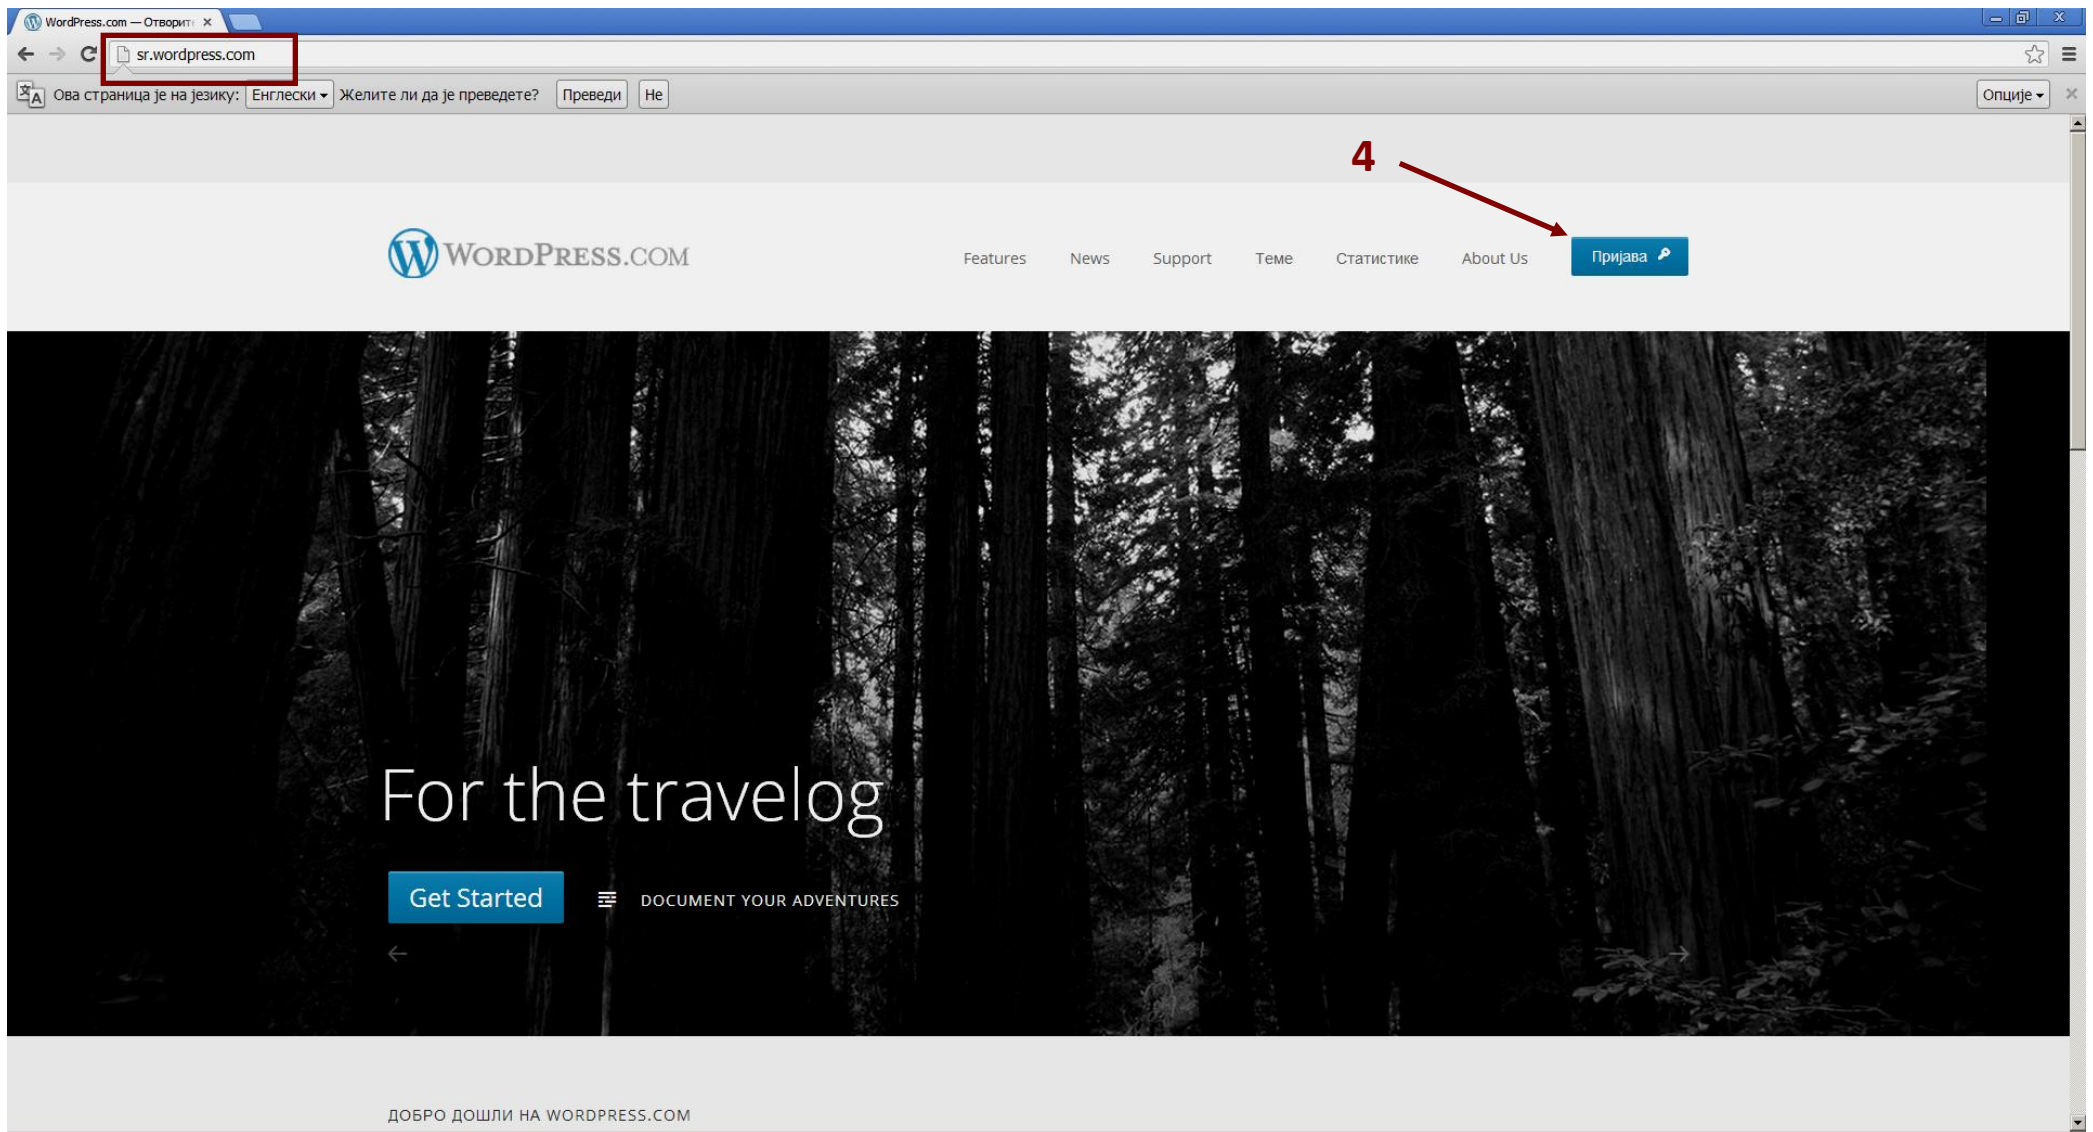 WordPress.com — Отворит
sr.wordpress.com
Ова страница је на језику: Енглески Желите ли да је преведете? Преведи Не Опције
4
WORDPRESS.COM Features News Support Теме Статистике About Us Пријава
For the travelog
Get Started DOCUMENT YOUR ADVENTURES
ДОБРО ДОШЛИ НА WORDPRESS.COM